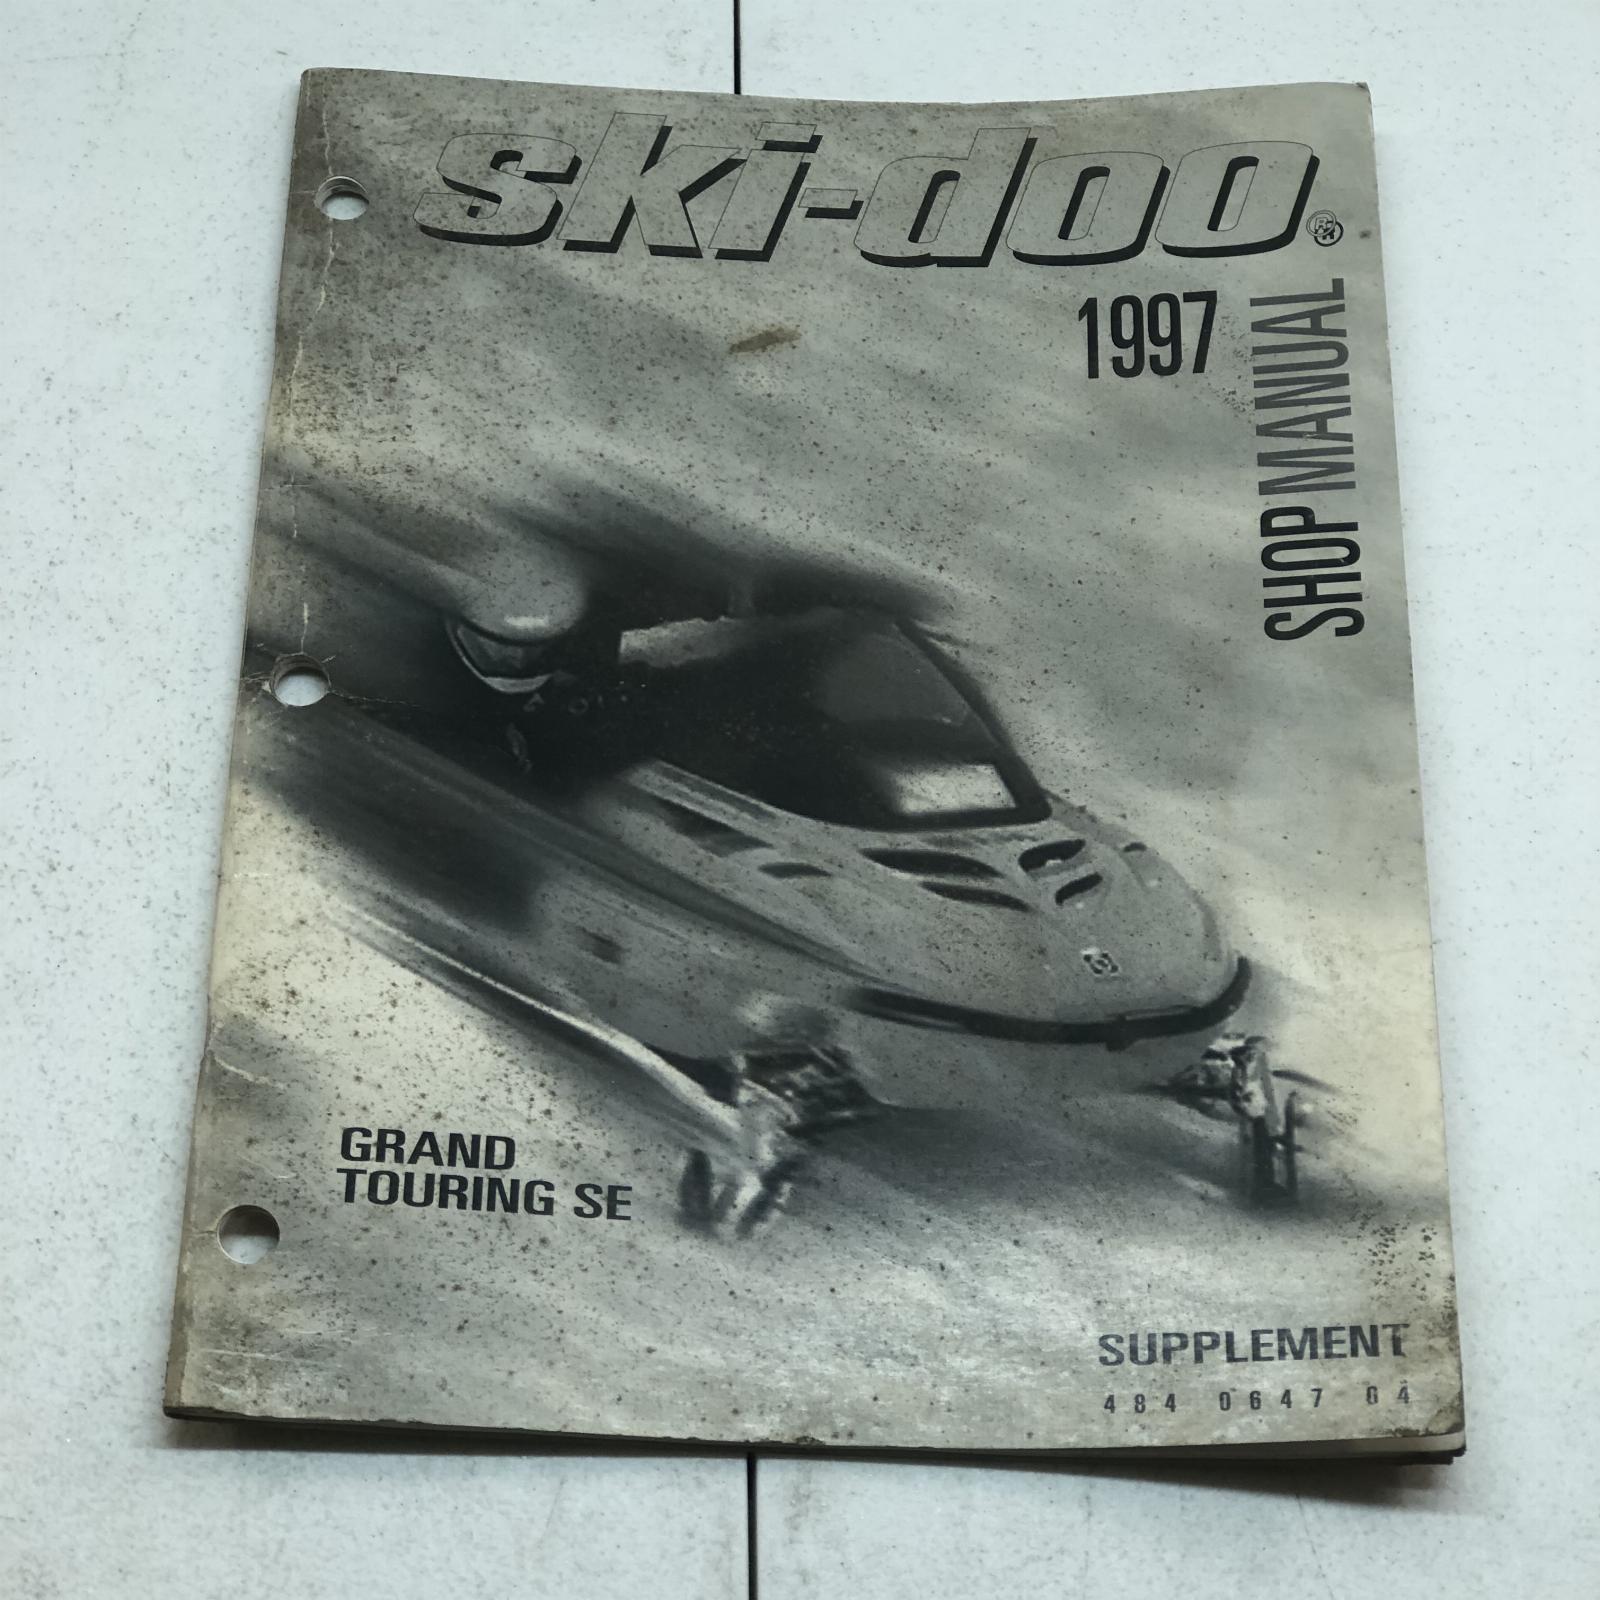 ski-doo®
1997
SHOP MANUAL
GRAND
TOURING SE
SUPPLEMENT
484 0647 04